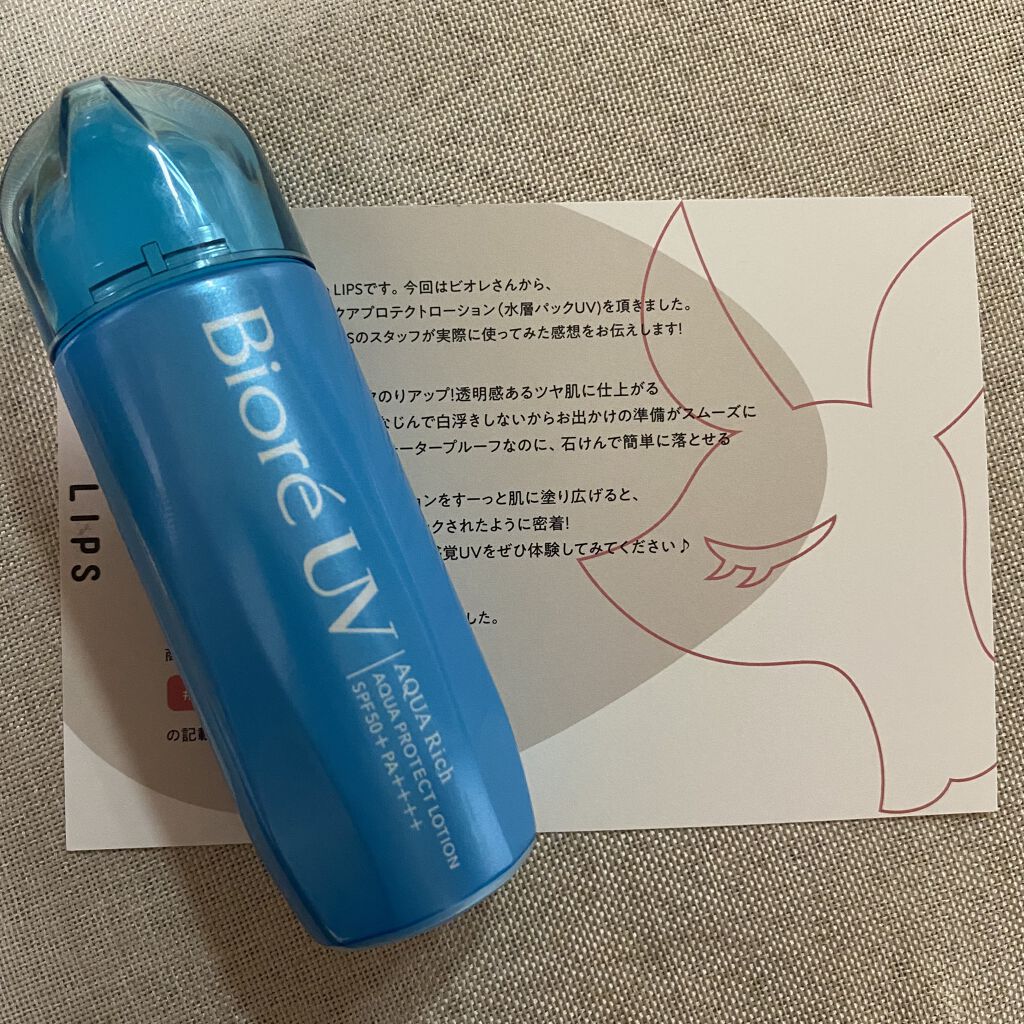 Bioré UV
AQUA Rich
AQUA PROTECT LOTION
SPF50+ PA++++
LIPS
LIPSです。今回はビオレさんから、
クアプロテクトローション(水層パックUV)を頂きました。
Sのスタッフが実際に使ってみた感想をお伝えします!
のりアップ!透明感あるツヤ肌に仕上がる
なじんで白浮きしないからお出かけの準備がスムーズに
ータープルーフなのに、石けんで簡単に落とせる
ョンをすーっと肌に塗り広げると、
クされたように密着!
覚UVをぜひ体験してみてください♪
した。
商
の記載